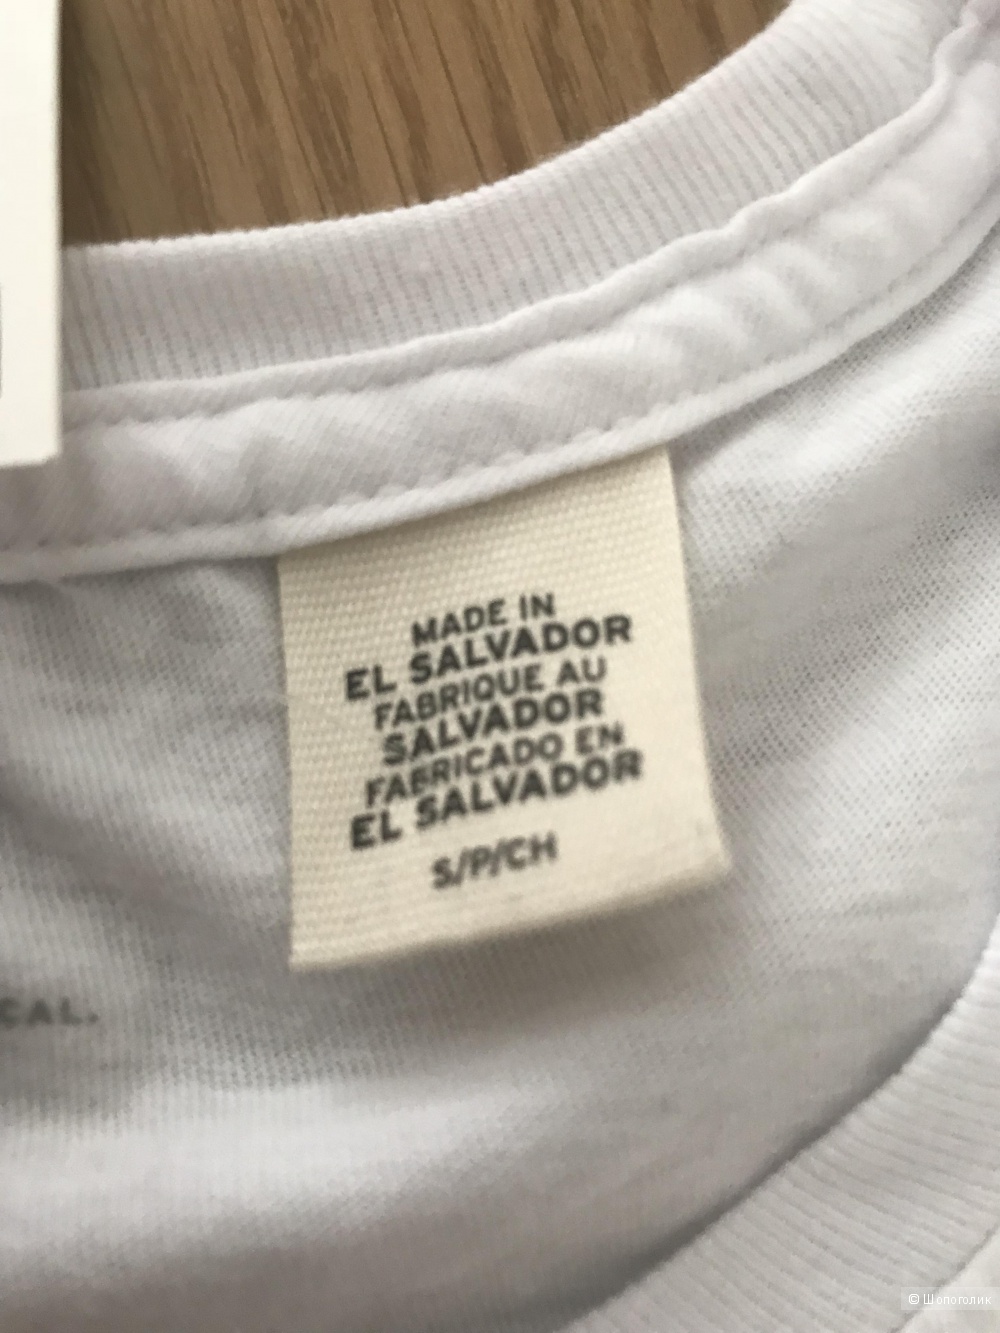 MADE IN
EL SALVADOR
FABRIQUE AU
SALVADOR
FABRICADO EN
EL SALVADOR
S/P/CH
CAL.
© Шопоголик